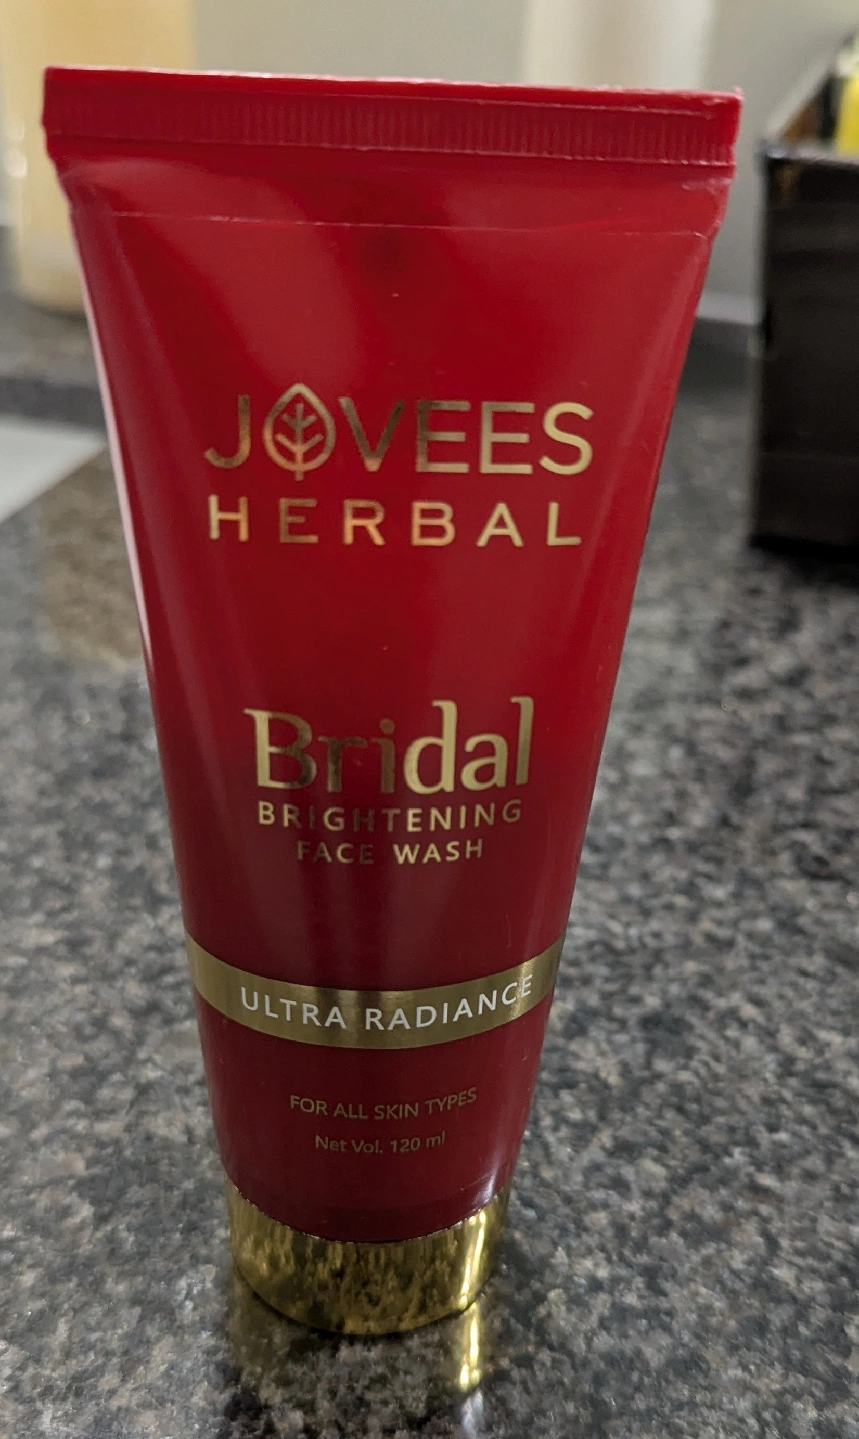 JOVEES
HERBAL
Bridal
BRIGHTENING
FACE WASH
ULTRA RADIANCE
FOR ALL SKIN TYPES
Net Vol. 120 ml